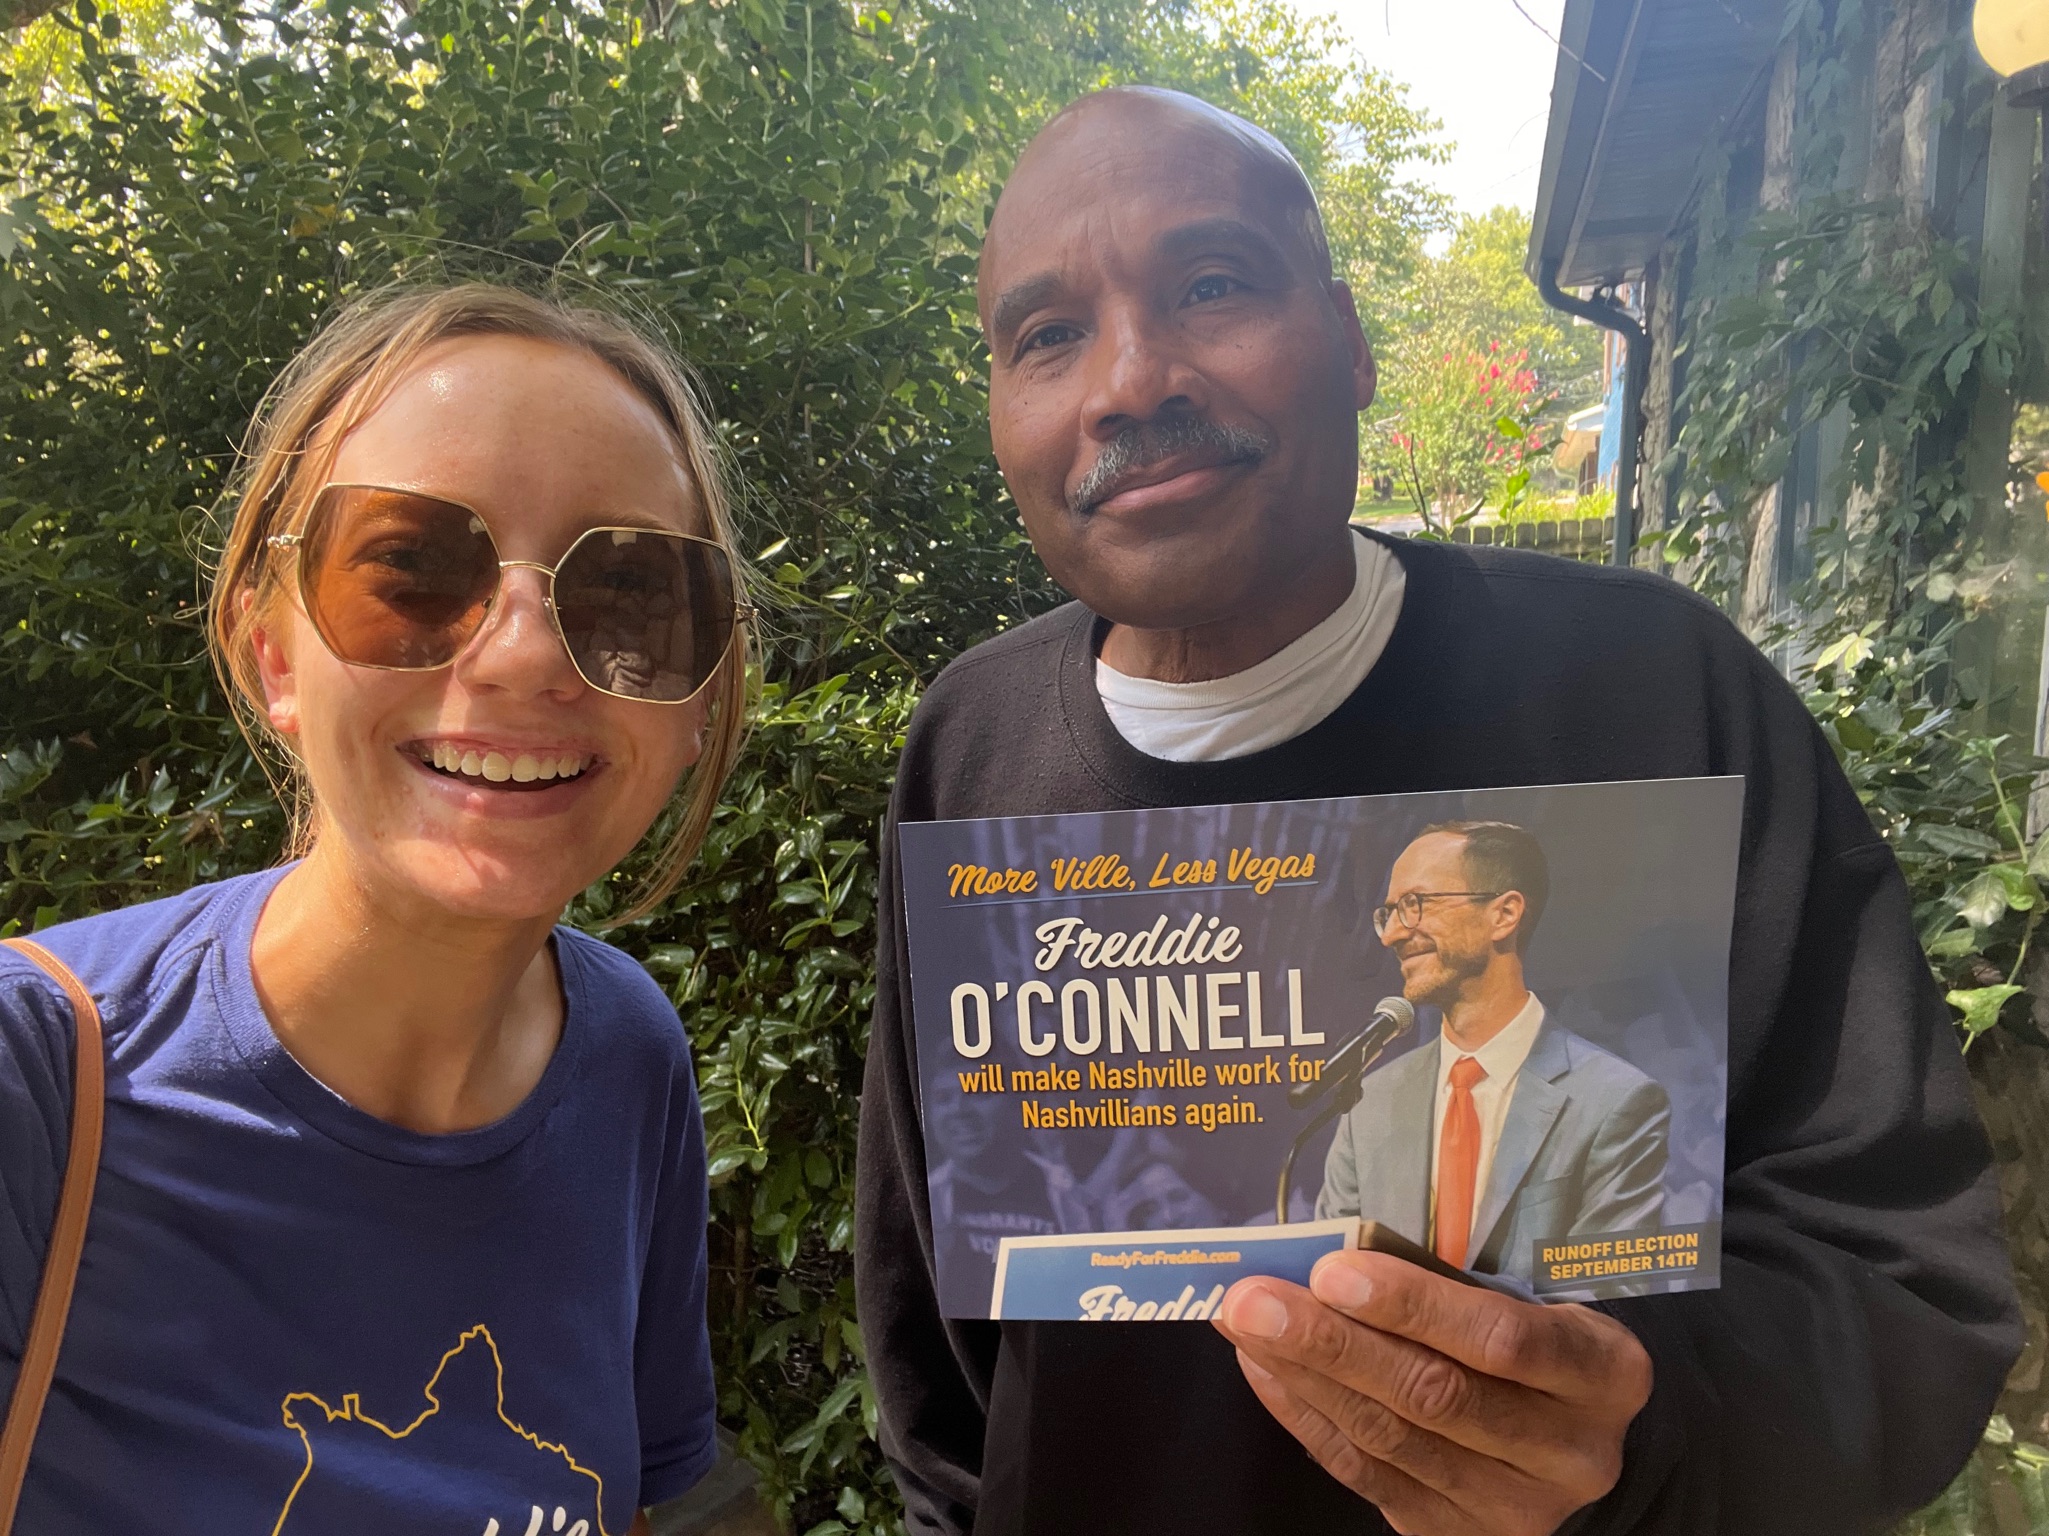 More 'Ville, Less Vegas
Freddie
O'CONNELL
will make Nashville work for
Nashvillians again.
RUNOFF ELECTION
SEPTEMBER 14TH
ReadyForFreddie.com